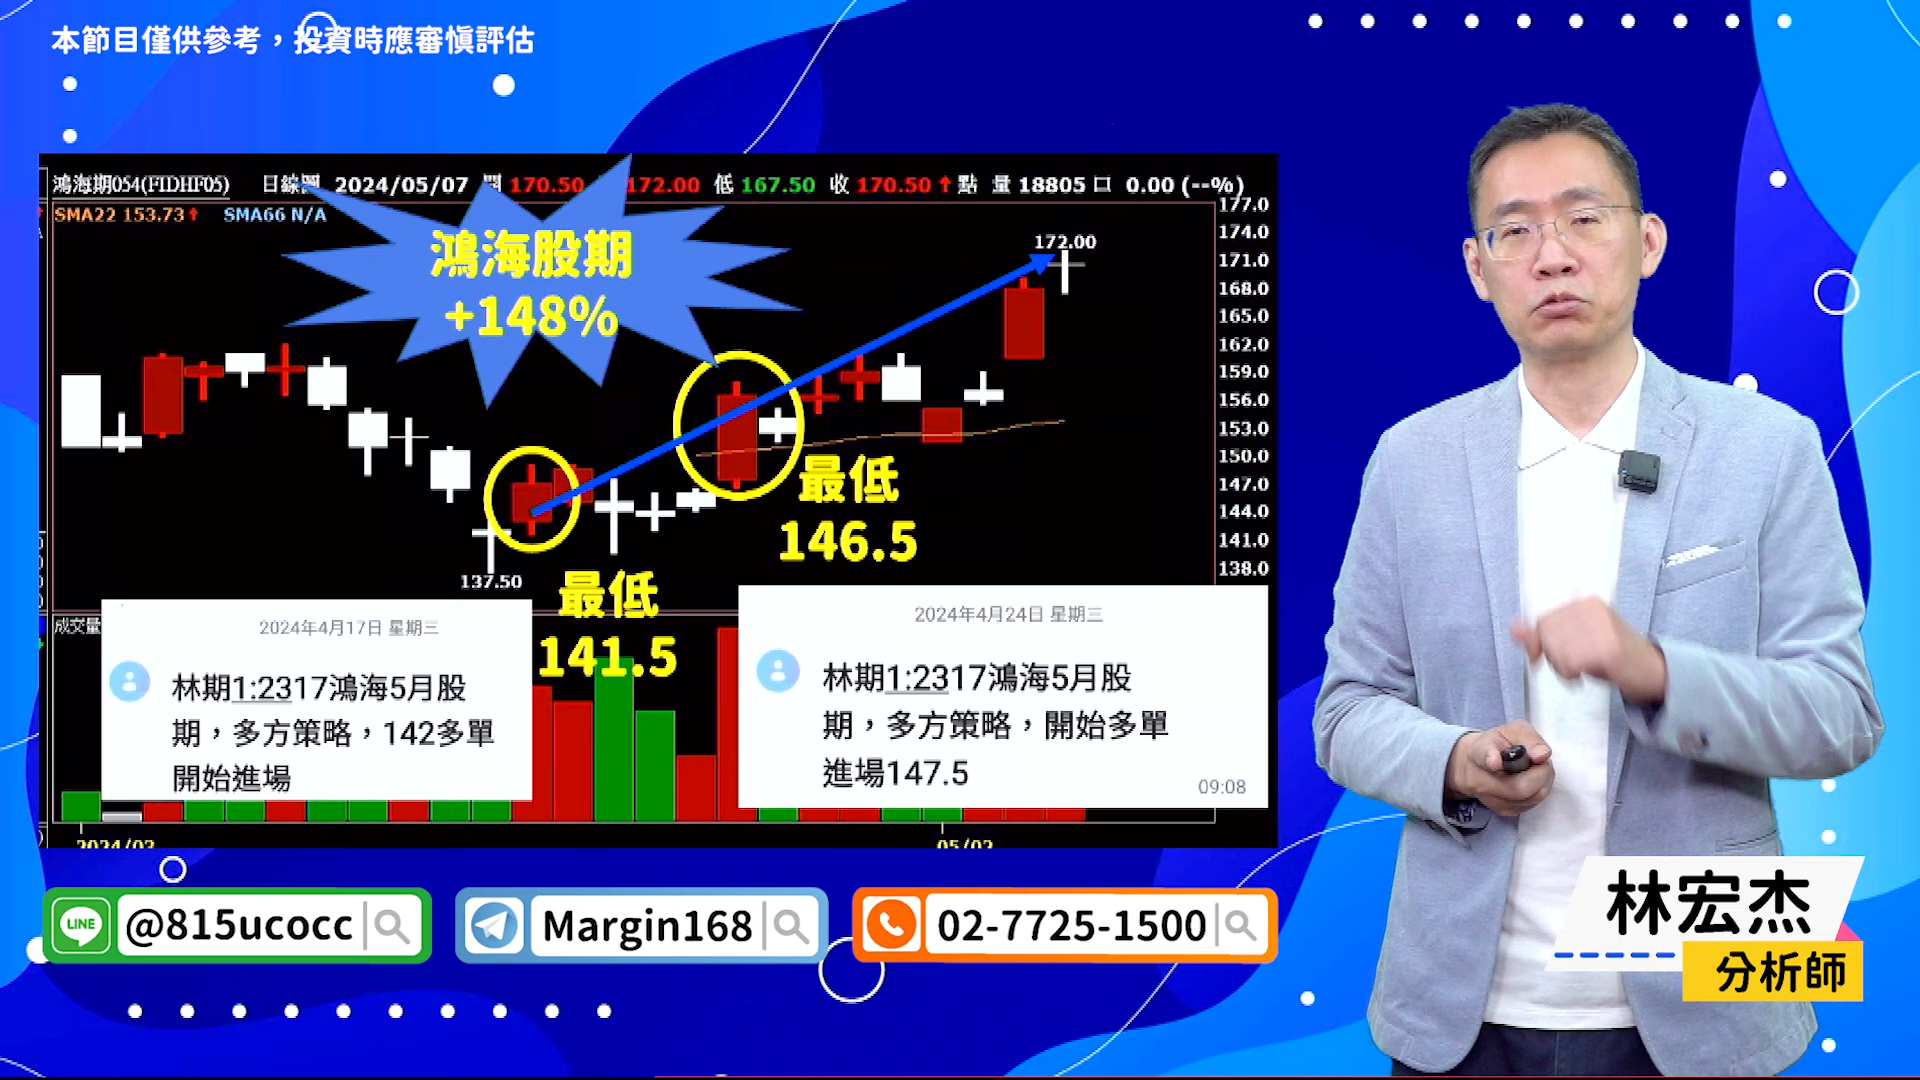 本節目僅供參考，投資時應審慎評估
鴻海期054(FIDHF05) 日線圖 2024/05/07 開 170.50 172.00 低 167.50 收 170.50↑ 點 量 18805 口 0.00 (--%)
SMA22 153.73↑ SMA66 N/A
鴻海股期
+148%
172.00
177.0
174.0
171.0
168.0
165.0
162.0
159.0
156.0
153.0
150.0
147.0
144.0
141.0
138.0
最低
146.5
137.50
最低
141.5
成交量
2024年4月17日 星期三
林期1:2317鴻海5月股
期，多方策略，142多單
開始進場
2024年4月24日 星期三
林期1:2317鴻海5月股
期，多方策略，開始多單
進場147.5
09:08
2024/03
05/02
LINE
@815ucocc
Margin168
02-7725-1500
林宏杰
分析師